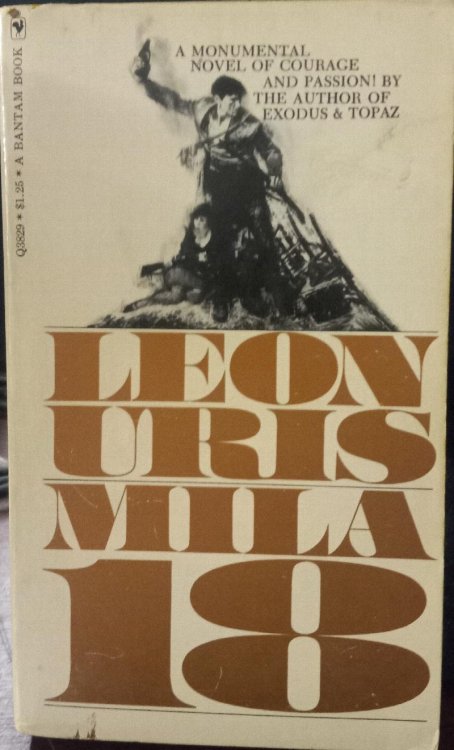 A MONUMENTAL
NOVEL OF COURAGE
AND PASSION! BY
THE AUTHOR OF
EXODUS & TOPAZ
Q3829 * $1.25 * A BANTAM BOOK
LEON
URIS
MILA
18